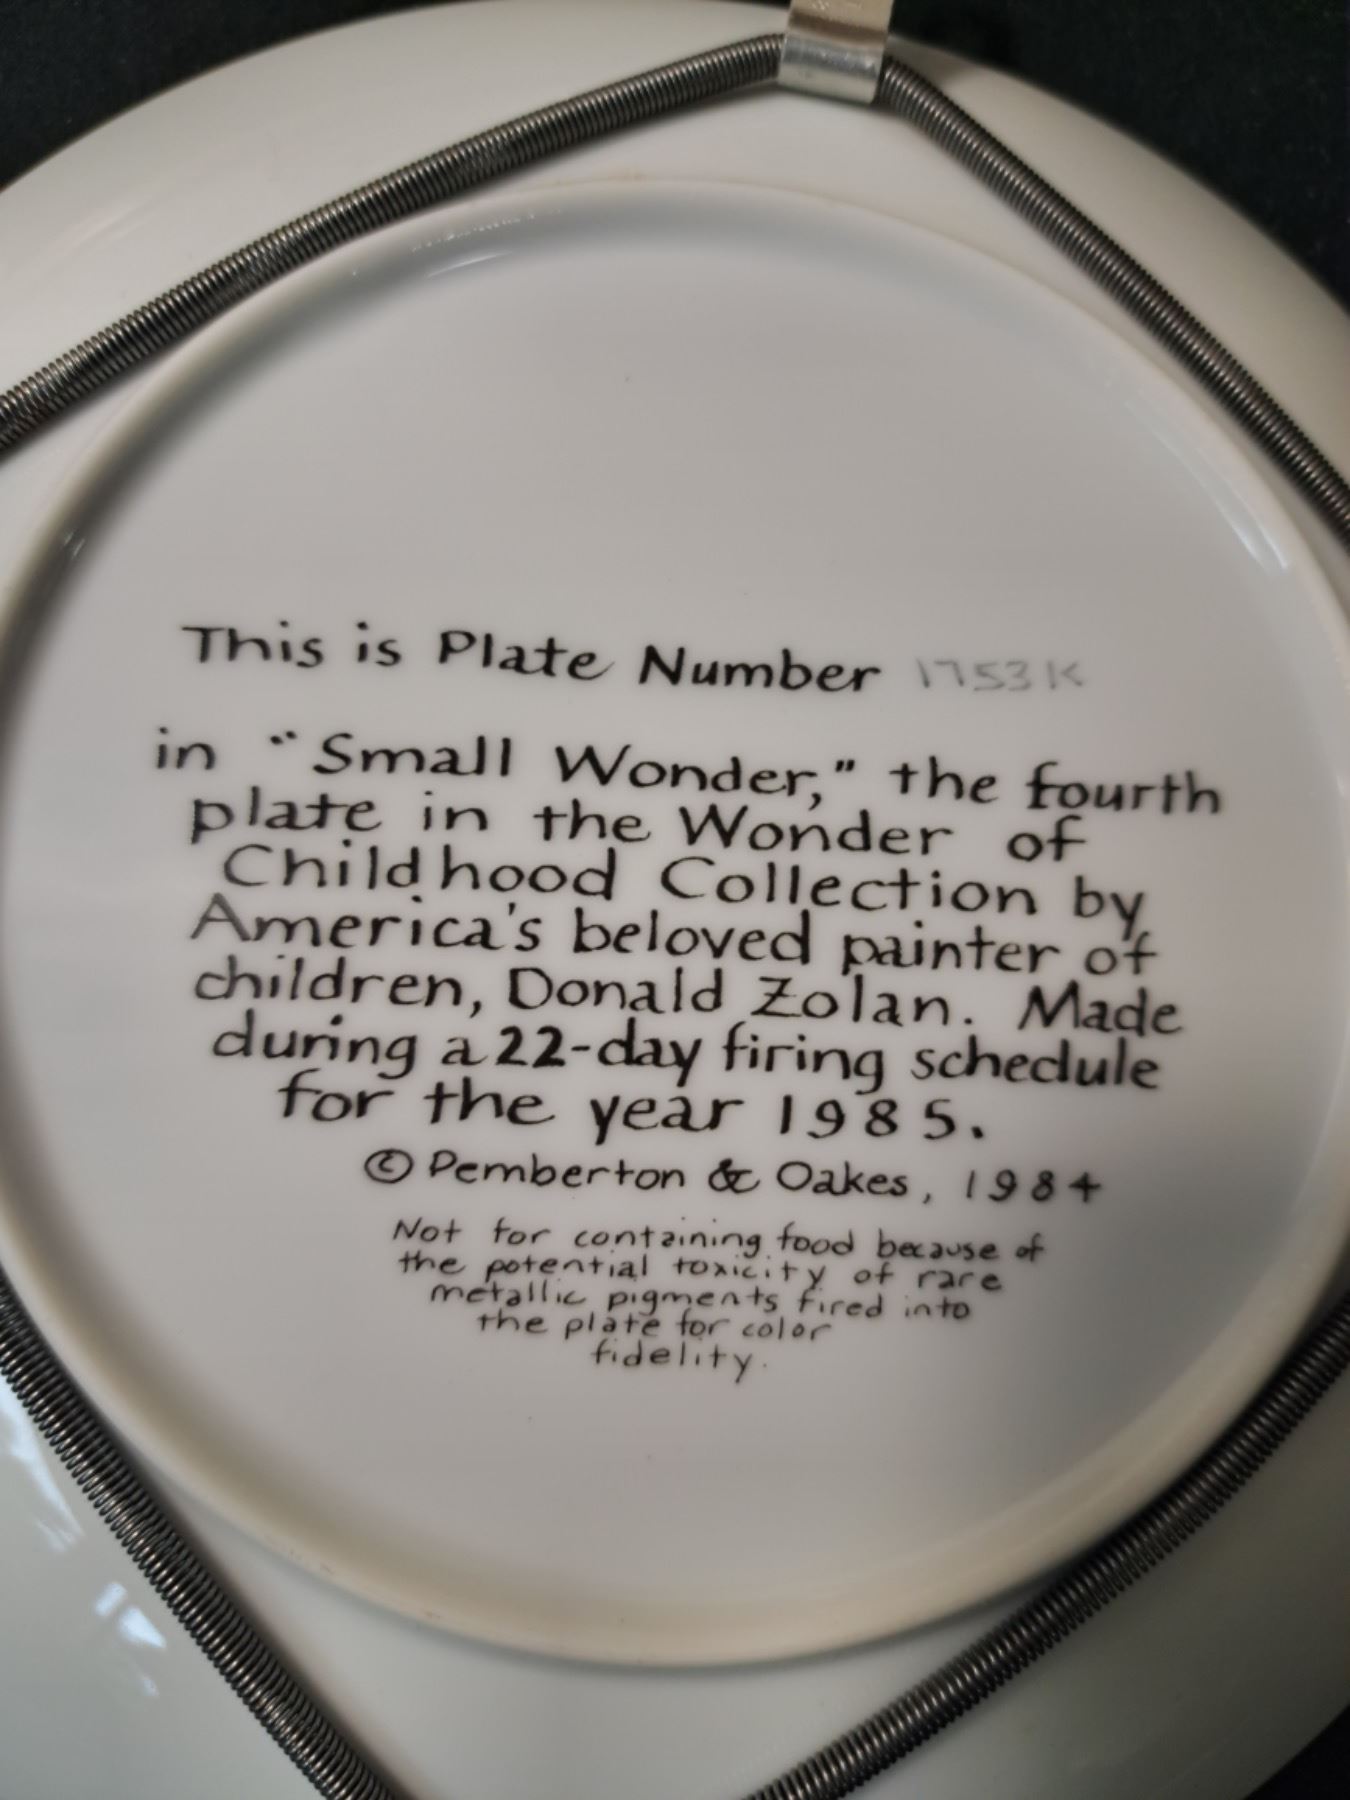 This is Plate Number 1753K
in "Small Wonder," the fourth
plate in the Wonder of
Childhood Collection by
America's beloved painter of
children, Donald Zolan. Made
during a 22-day firing schedule
for the year 1985.
© Pemberton & Oakes, 1984
Not for containing food because of
the potential toxicity of rare
metallic pigments fired into
the plate for color
fidelity.